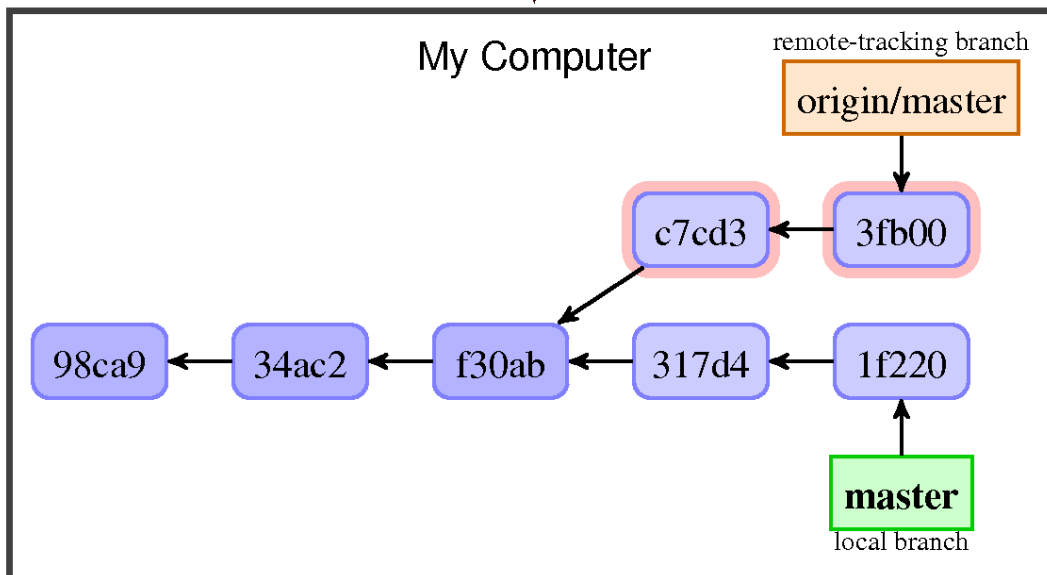 My Computer
remote-tracking branch
origin/master
c7cd3
3fb00
98ca9
34ac2
f30ab
317d4
1f220
master
local branch